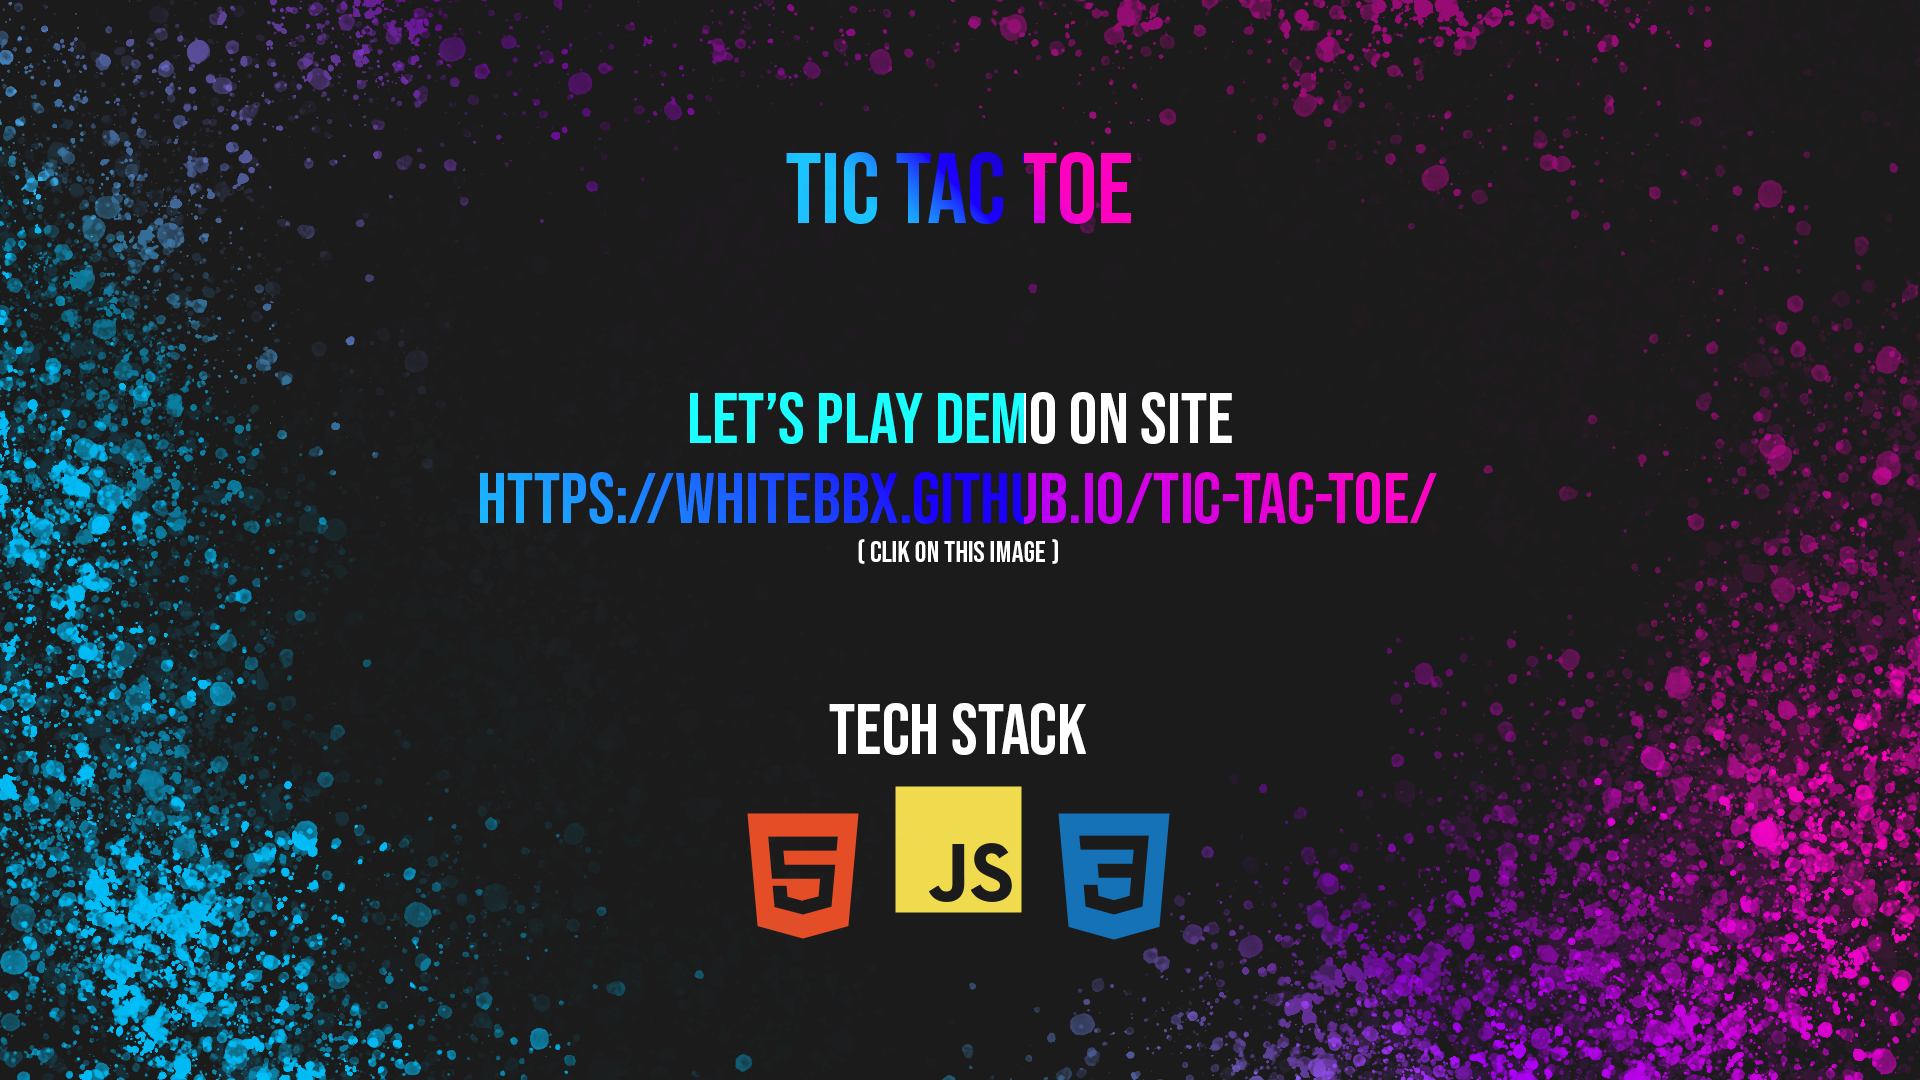 TIC TAC TOE
LET’S PLAY DEMO ON SITE
HTTPS://WHITEBBX.GITHUB.IO/TIC-TAC-TOE/
( CLIK ON THIS IMAGE )
TECH STACK
5 JS 3